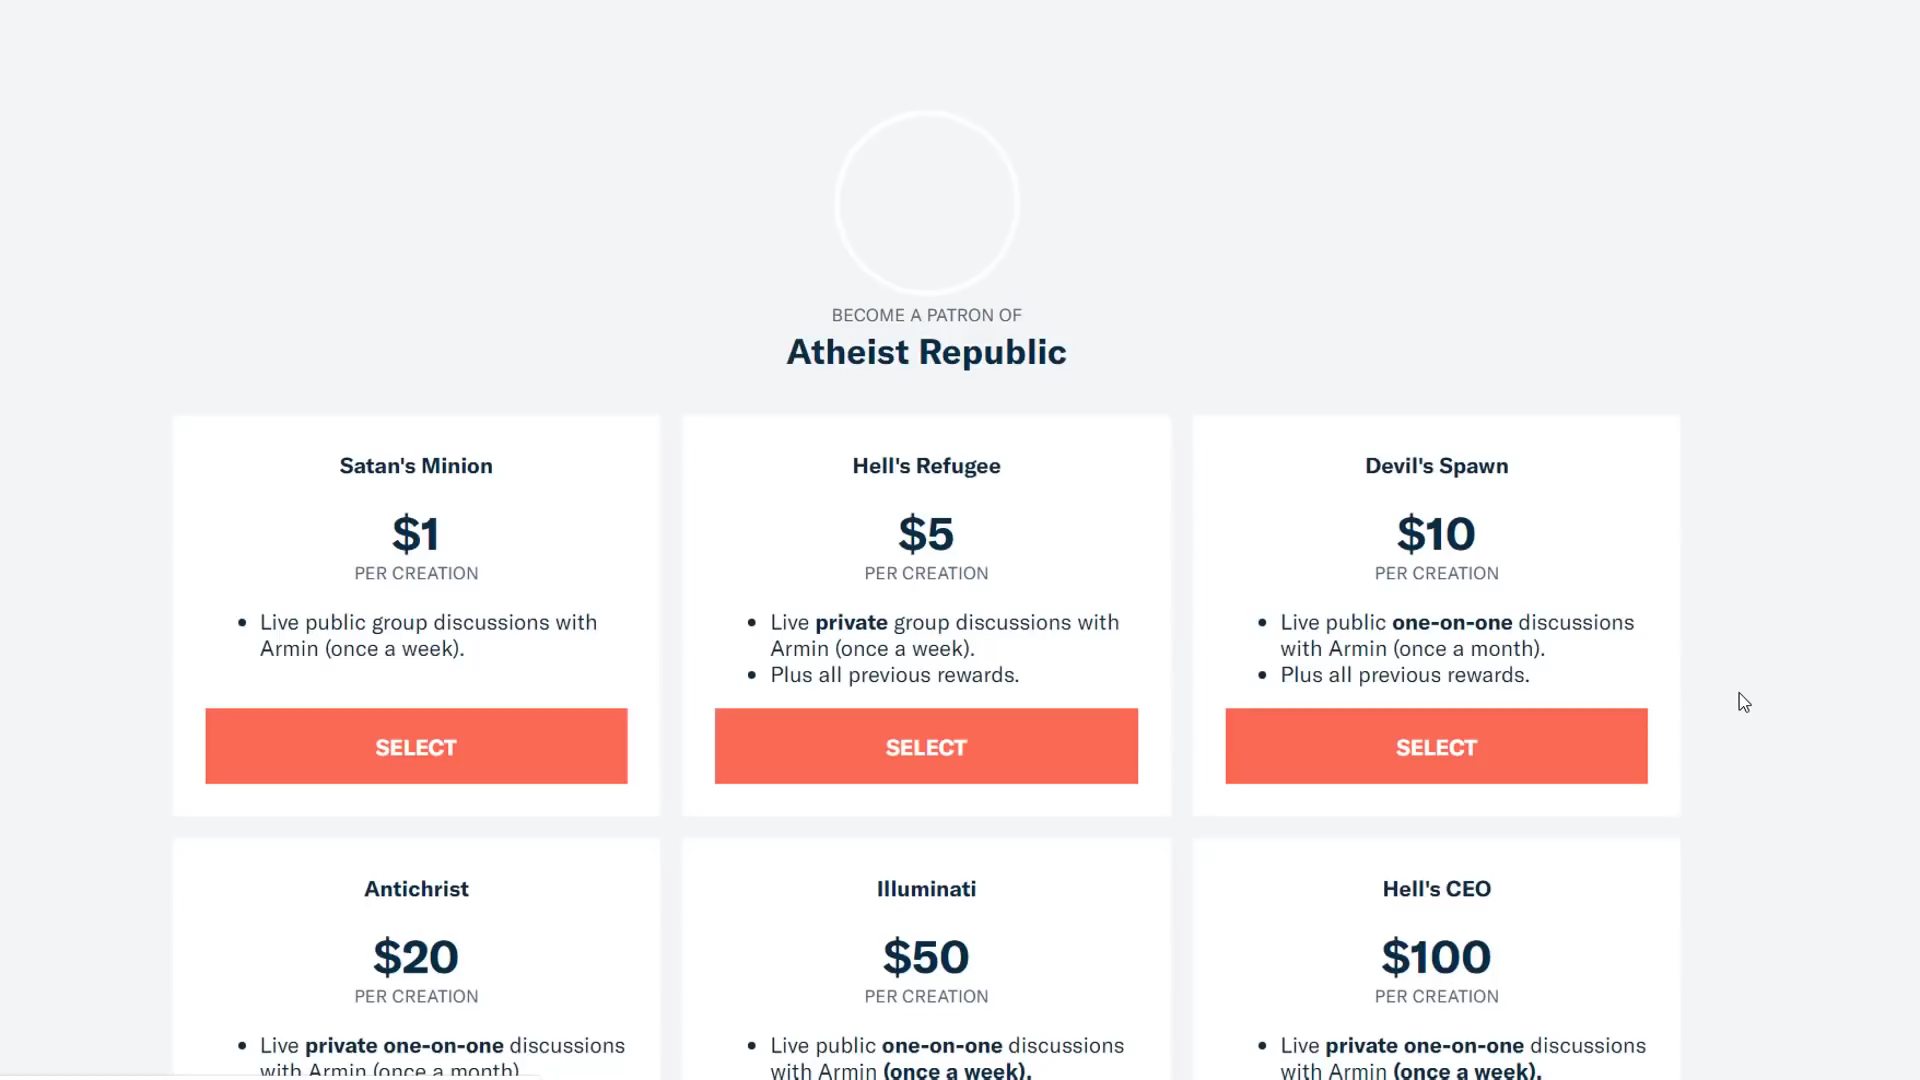 BECOME A PATRON OF
Atheist Republic
Satan's Minion
$1
PER CREATION
• Live public group discussions with
Armin (once a week).
SELECT
Hell's Refugee
$5
PER CREATION
• Live private group discussions with
Armin (once a week).
• Plus all previous rewards.
SELECT
Devil's Spawn
$10
PER CREATION
• Live public one-on-one discussions
with Armin (once a month).
• Plus all previous rewards.
SELECT
Antichrist
$20
PER CREATION
• Live private one-on-one discussions
with Armin (once a month)
Illuminati
$50
PER CREATION
• Live public one-on-one discussions
with Armin (once a week).
Hell's CEO
$100
PER CREATION
• Live private one-on-one discussions
with Armin (once a week).